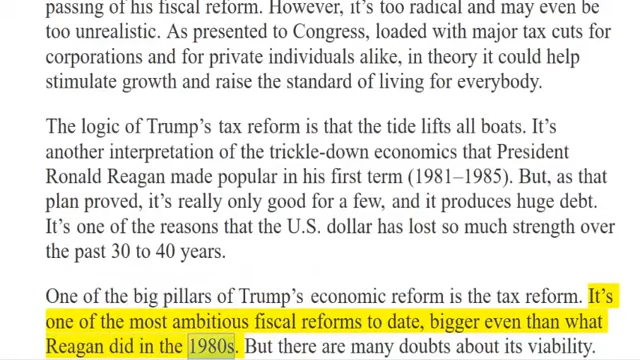 passing of his fiscal reform. However, it’s too radical and may even be
too unrealistic. As presented to Congress, loaded with major tax cuts for
corporations and for private individuals alike, in theory it could help
stimulate growth and raise the standard of living for everybody.
The logic of Trump’s tax reform is that the tide lifts all boats. It’s
another interpretation of the trickle-down economics that President
Ronald Reagan made popular in his first term (1981–1985). But, as that
plan proved, it’s really only good for a few, and it produces huge debt.
It’s one of the reasons that the U.S. dollar has lost so much strength over
the past 30 to 40 years.
One of the big pillars of Trump’s economic reform is the tax reform. It’s
one of the most ambitious fiscal reforms to date, bigger even than what
Reagan did in the 1980s. But there are many doubts about its viability.